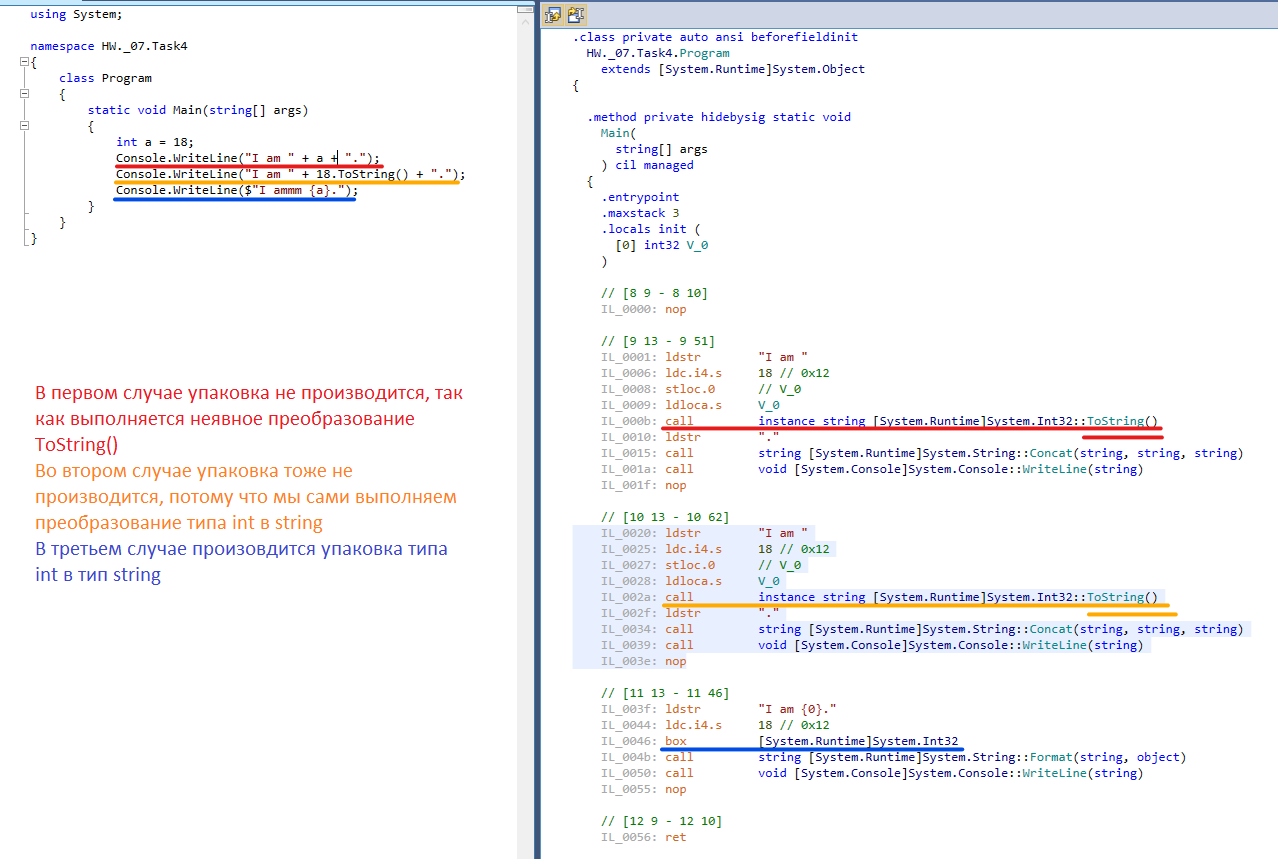 using System;
namespace HW._07.Task4
{
class Program
{
static void Main(string[] args)
{
int a = 18;
Console.WriteLine("I am " + a + ".");
Console.WriteLine("I am " + 18.ToString() + ".");
Console.WriteLine($"I ammm {a}.");
}
}
}
В первом случае упаковка не производится, так
как выполняется неявное преобразование
ToString()
Во втором случае упаковка тоже не
производится, потому что мы сами выполняем
преобразование типа int в string
В третьем случае произовдится упаковка типа
int в тип string
.class private auto ansi beforefieldinit
HW._07.Task4.Program
extends [System.Runtime]System.Object
{
.method private hidebysig static void
Main(
string[] args
) cil managed
{
.entrypoint
.maxstack 3
.locals init (
[0] int32 V_0
)
// [8 9 - 8 10]
IL_0000: nop
// [9 13 - 9 51]
IL_0001: ldstr "I am "
IL_0006: ldc.i4.s 18 // 0x12
IL_0008: stloc.0 // V_0
IL_0009: ldloca.s V_0
IL_000b: call instance string [System.Runtime]System.Int32::ToString()
IL_0010: ldstr "."
IL_0015: call string [System.Runtime]System.String::Concat(string, string, string)
IL_001a: call void [System.Console]System.Console::WriteLine(string)
IL_001f: nop
// [10 13 - 10 62]
IL_0020: ldstr "I am "
IL_0025: ldc.i4.s 18 // 0x12
IL_0027: stloc.0 // V_0
IL_0028: ldloca.s V_0
IL_002a: call instance string [System.Runtime]System.Int32::ToString()
IL_002f: ldstr "."
IL_0034: call string [System.Runtime]System.String::Concat(string, string, string)
IL_0039: call void [System.Console]System.Console::WriteLine(string)
IL_003e: nop
// [11 13 - 11 46]
IL_003f: ldstr "I am {0}."
IL_0044: ldc.i4.s 18 // 0x12
IL_0046: box [System.Runtime]System.Int32
IL_004b: call string [System.Runtime]System.String::Format(string, object)
IL_0050: call void [System.Console]System.Console::WriteLine(string)
IL_0055: nop
// [12 9 - 12 10]
IL_0056: ret